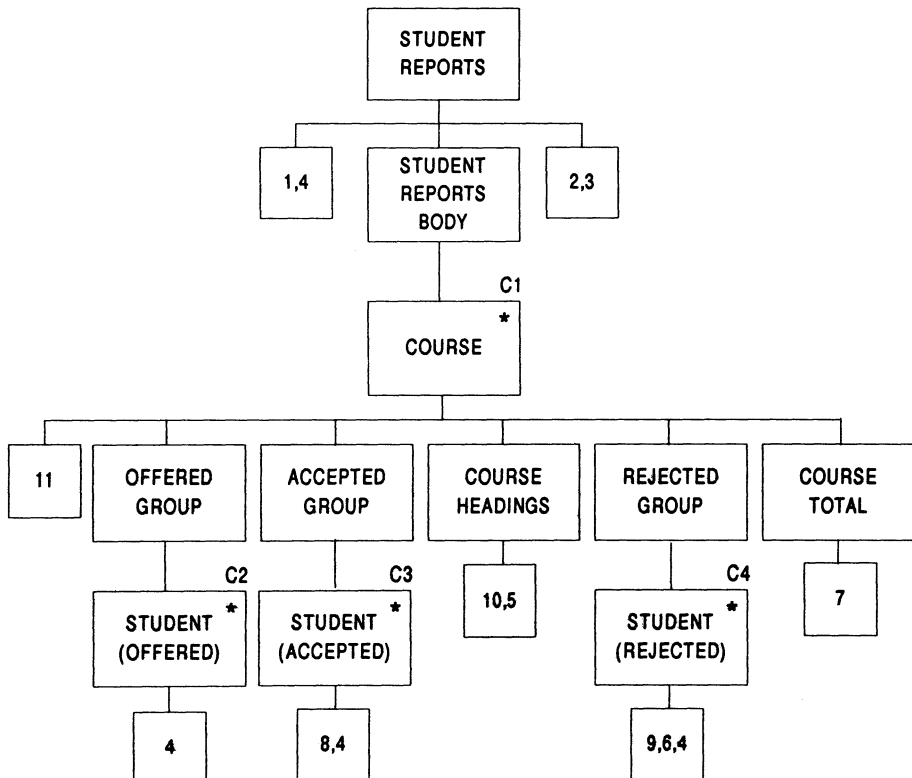 STUDENT
REPORTS
1,4
STUDENT
REPORTS
BODY
2,3
C1
*
COURSE
11
OFFERED
GROUP
ACCEPTED
GROUP
COURSE
HEADINGS
REJECTED
GROUP
COURSE
TOTAL
C2
*
STUDENT
(OFFERED)
C3
*
STUDENT
(ACCEPTED)
10,5
C4
*
STUDENT
(REJECTED)
7
4
8,4
9,6,4